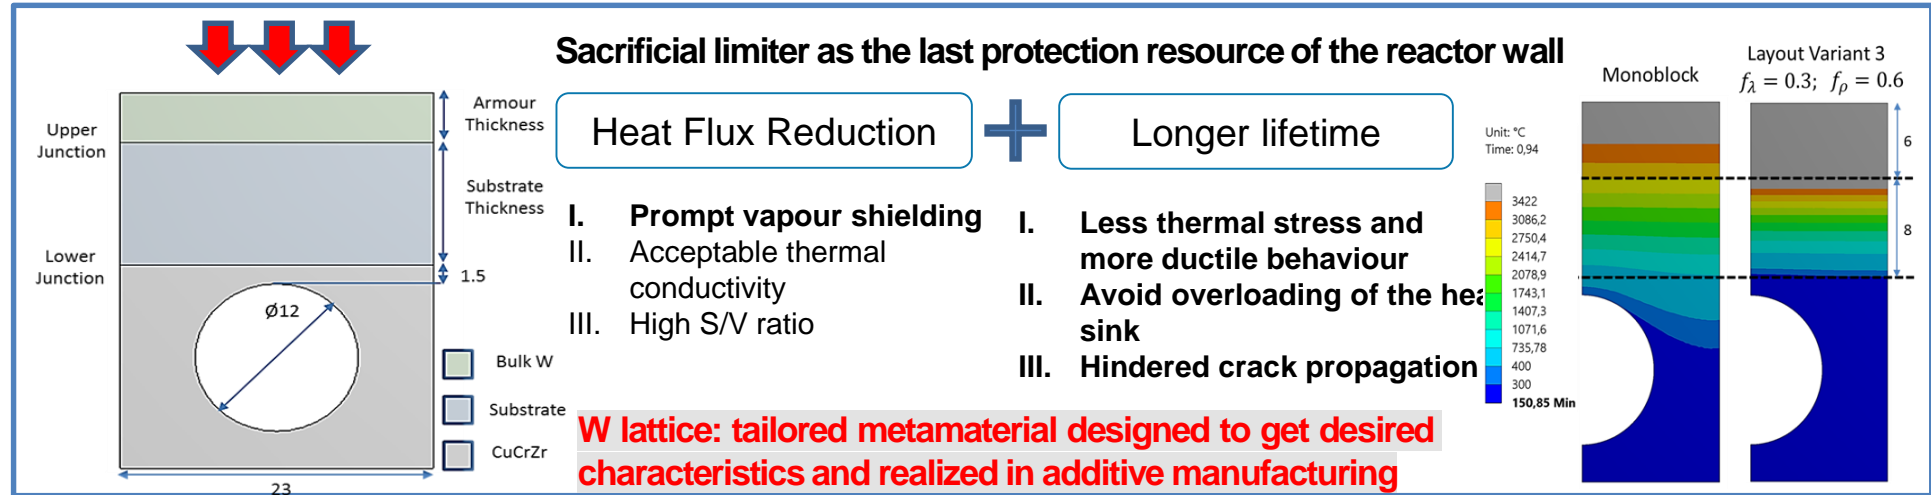 Sacrificial limiter as the last protection resource of the reactor wall
Upper
Junction
Lower
Junction
Armour
Thickness
Substrate
Thickness
1.5
Ø12
23
Bulk W
Substrate
CuCrZr
Heat Flux Reduction
I. Prompt vapour shielding
II. Acceptable thermal
conductivity
III. High S/V ratio
Longer lifetime
I. Less thermal stress and
more ductile behaviour
II. Avoid overloading of the hea
sink
III. Hindered crack propagation
W lattice: tailored metamaterial designed to get desired
characteristics and realized in additive manufacturing
Unit: °C
Time: 0,94
3422
3086,2
2750,4
2414,7
2078,9
1743,1
1407,3
1071,6
735,78
400
300
150,85 Min
Monoblock
Layout Variant 3
fλ = 0.3; fρ = 0.6
6
8